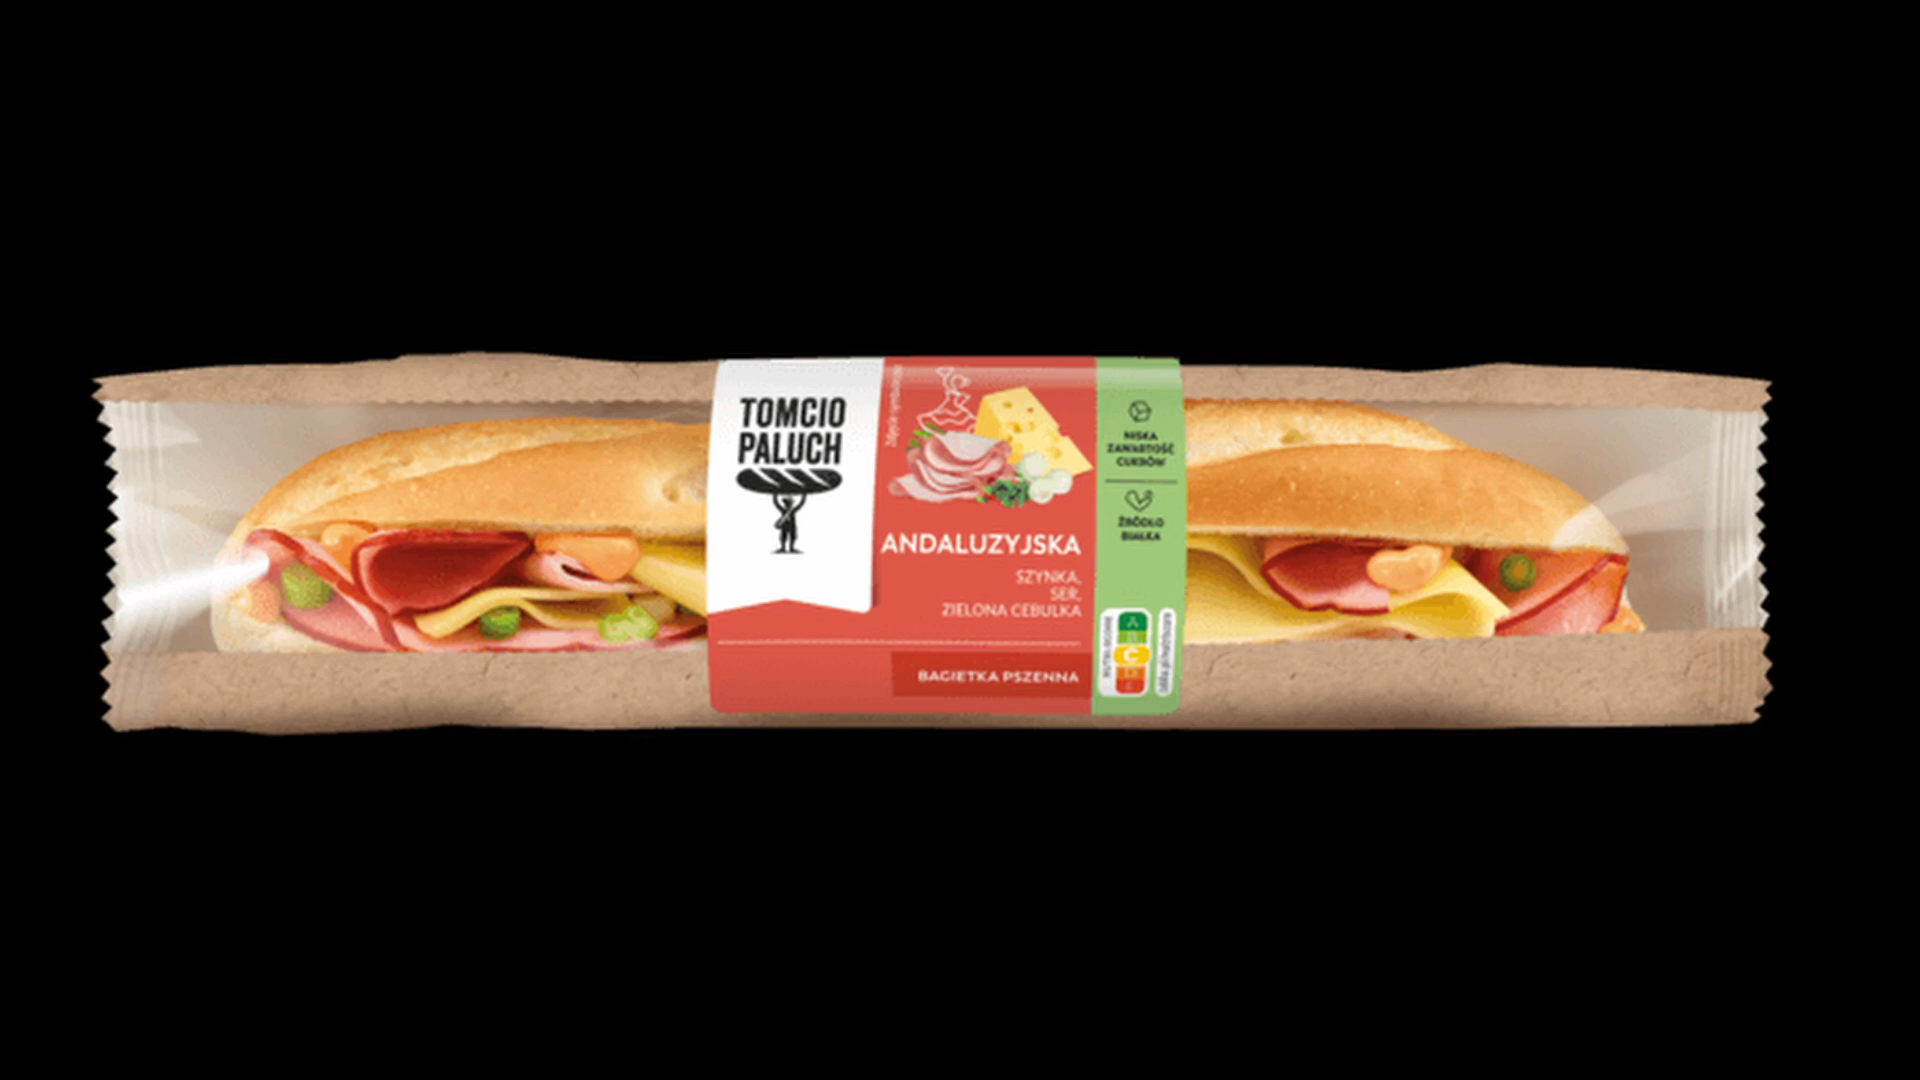 TOMCIO
PALUCH
ANDALUZYJSKA
SZYNKA,
SER,
ZIELONA CEBULKA
BAGIETKA PSZENNA
NISKA
ZAWARTOŚĆ
CUKRÓW
ŹRÓDŁO
BIAŁKA
A
B
C
D
E